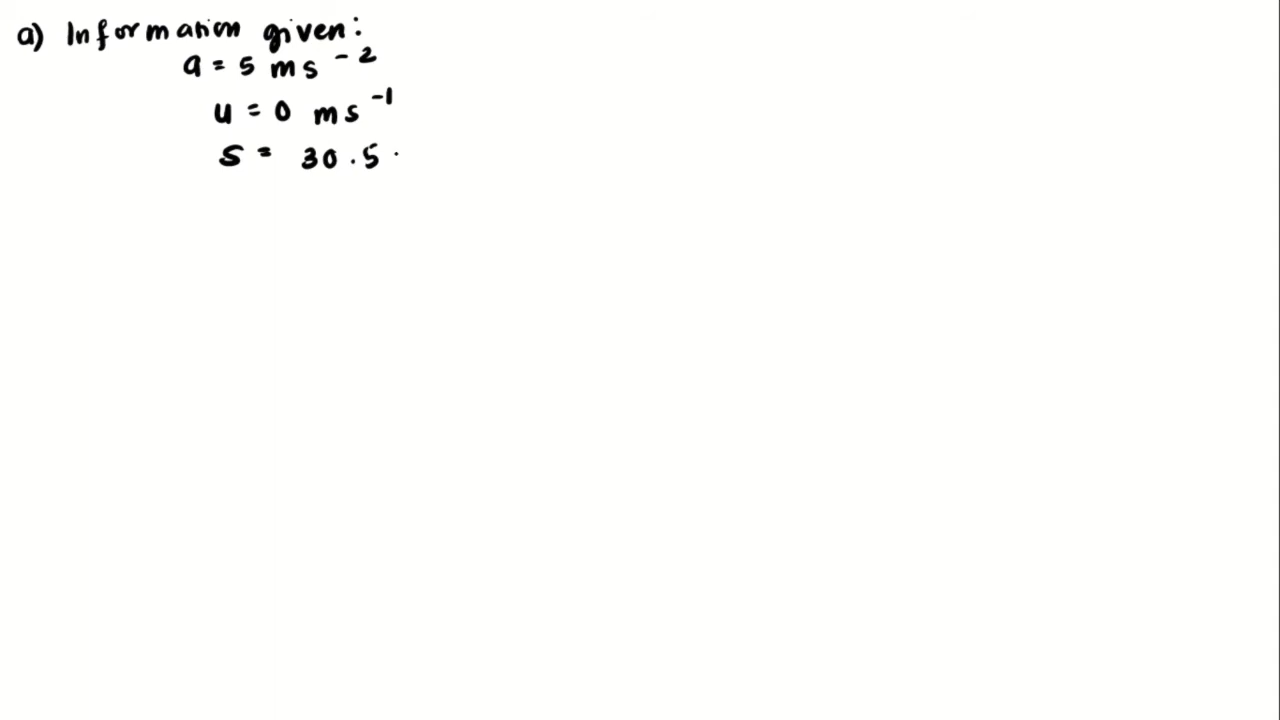 a) Information given:
a = 5 ms⁻²
u = 0 ms⁻¹
s = 30.5